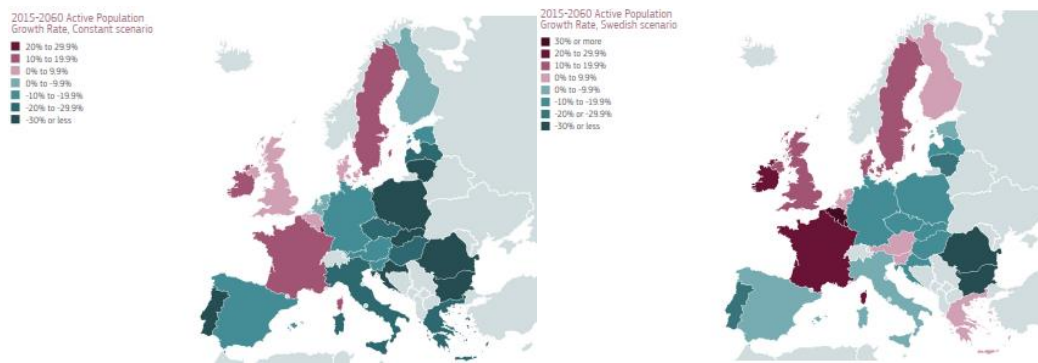 2015-2060 Active Population
Growth Rate, Constant scenario
20% to 29.9%
10% to 19.9%
0% to 9.9%
0% to -9.9%
-10% to -19.9%
-20% to -29.9%
-30% or less
2015-2060 Active Population
Growth Rate, Swedish scenario
30% or more
20% to 29.9%
10% to 19.9%
0% to 9.9%
0% to -9.9%
-10% to -19.9%
-20% to -29.9%
-30% or less